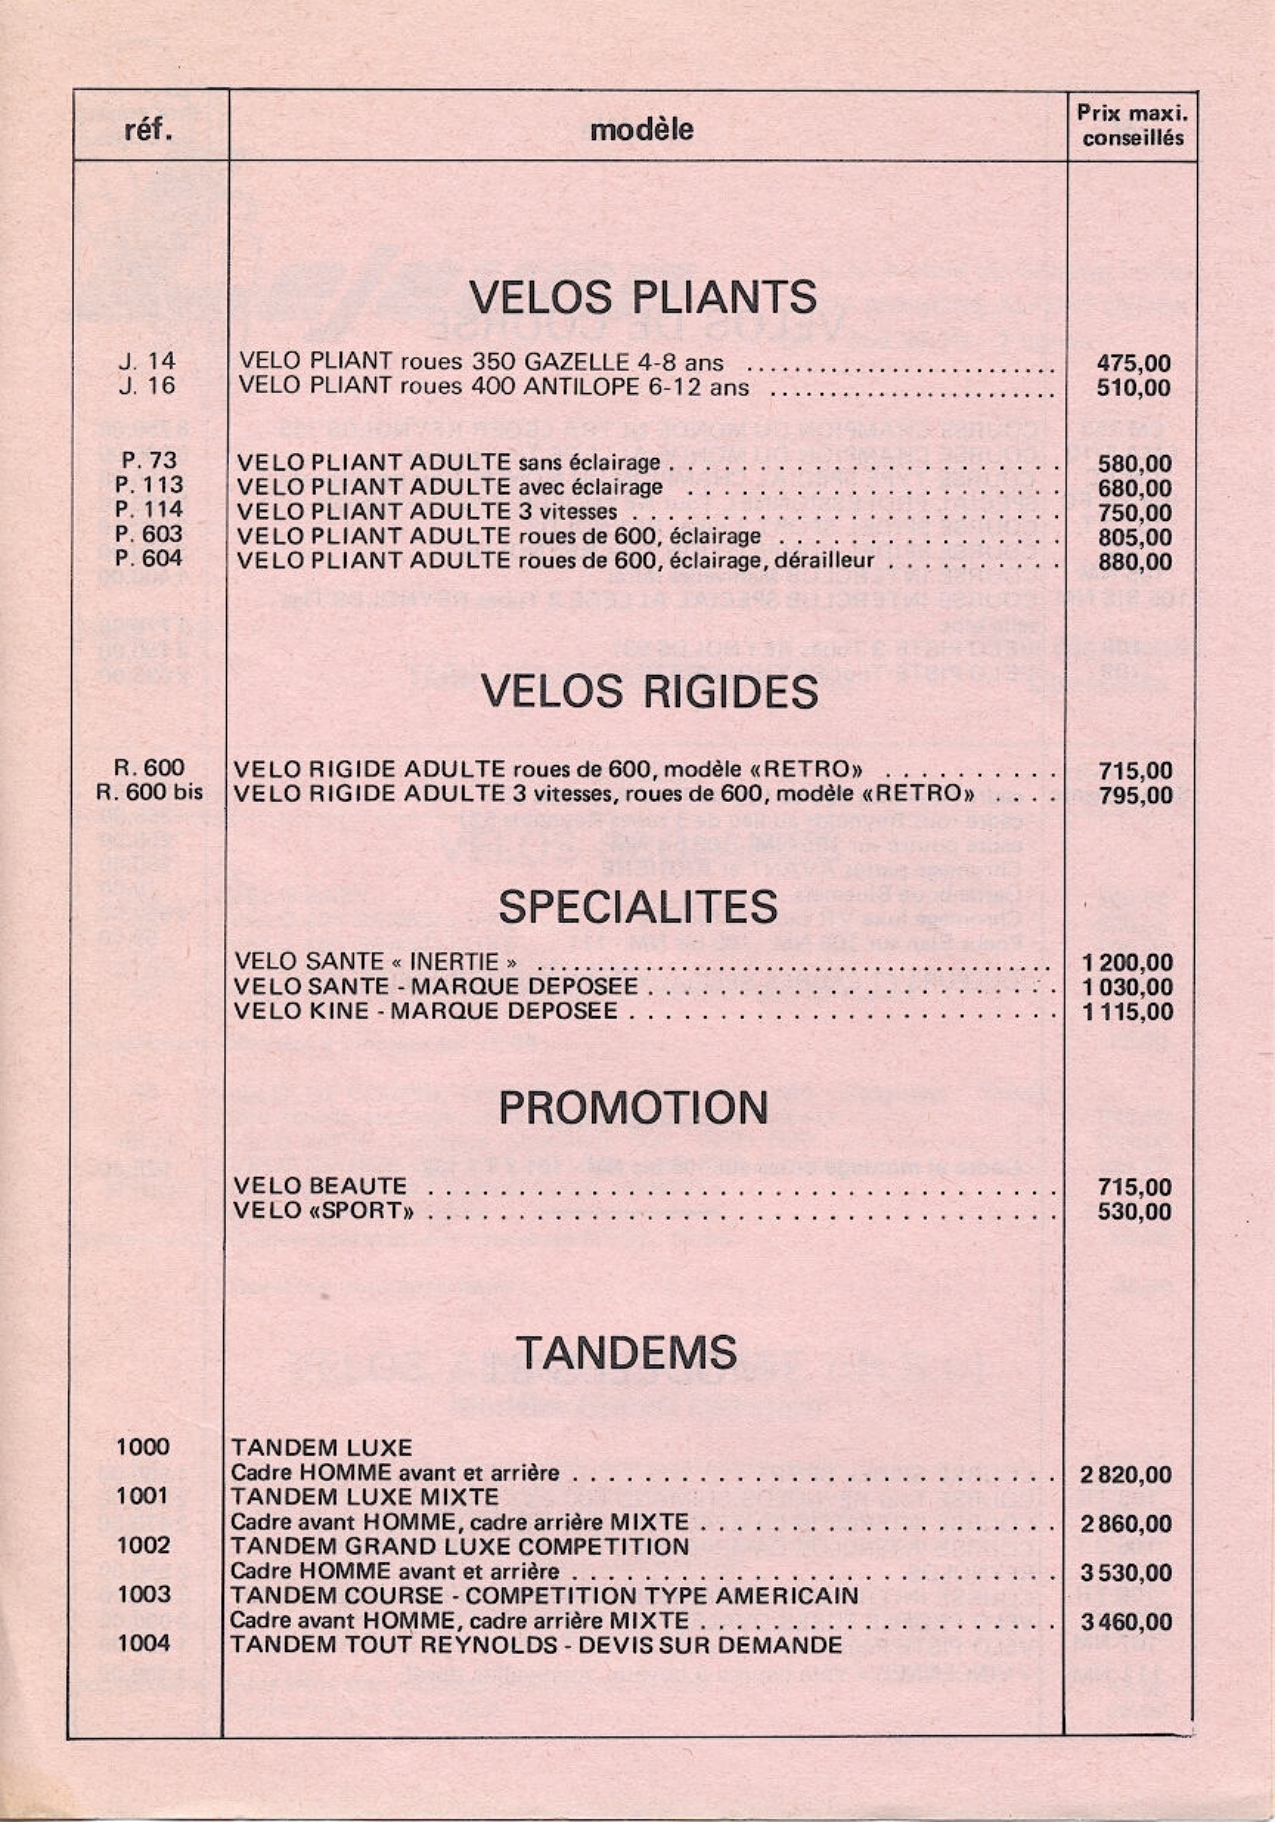 réf. modèle Prix maxi. conseillés
VELOS PLIANTS
J. 14 VELO PLIANT roues 350 GAZELLE 4-8 ans .......................... 475,00
J. 16 VELO PLIANT roues 400 ANTILOPE 6-12 ans ........................ 510,00
P. 73 VELO PLIANT ADULTE sans éclairage . . . . . . . . . . . . . . . . . . . . . . 580,00
P. 113 VELO PLIANT ADULTE avec éclairage . . . . . . . . . . . . . . . . . . . . . 680,00
P. 114 VELO PLIANT ADULTE 3 vitesses . . . . . . . . . . . . . . . . . . . . . . . . 750,00
P. 603 VELO PLIANT ADULTE roues de 600, éclairage . . . . . . . . . . . . . . . . 805,00
P. 604 VELO PLIANT ADULTE roues de 600, éclairage, dérailleur . . . . . . . . . . 880,00
VELOS RIGIDES
R. 600 VELO RIGIDE ADULTE roues de 600, modèle «RETRO» . . . . . . . . . . 715,00
R. 600 bis VELO RIGIDE ADULTE 3 vitesses, roues de 600, modèle «RETRO» . . . . 795,00
SPECIALITES
VELO SANTE « INERTIE » ........................................... 1 200,00
VELO SANTE - MARQUE DEPOSEE . . . . . . . . . . . . . . . . . . . . . . . 1 030,00
VELO KINE - MARQUE DEPOSEE . . . . . . . . . . . . . . . . . . . . . . . . 1 115,00
PROMOTION
VELO BEAUTE . . . . . . . . . . . . . . . . . . . . . . . . . . . . . . . . . . . 715,00
VELO «SPORT» . . . . . . . . . . . . . . . . . . . . . . . . . . . . . . . . . . . 530,00
TANDEMS
1000 TANDEM LUXE
Cadre HOMME avant et arrière . . . . . . . . . . . . . . . . . . . . . . . . . . . 2 820,00
1001 TANDEM LUXE MIXTE
Cadre avant HOMME, cadre arrière MIXTE . . . . . . . . . . . . . . . . . . . . 2 860,00
1002 TANDEM GRAND LUXE COMPETITION
Cadre HOMME avant et arrière . . . . . . . . . . . . . . . . . . . . . . . . . . . 3 530,00
1003 TANDEM COURSE - COMPETITION TYPE AMERICAIN
Cadre avant HOMME, cadre arrière MIXTE . . . . . . . . . . . . . . . . . . . . 3 460,00
1004 TANDEM TOUT REYNOLDS - DEVIS SUR DEMANDE